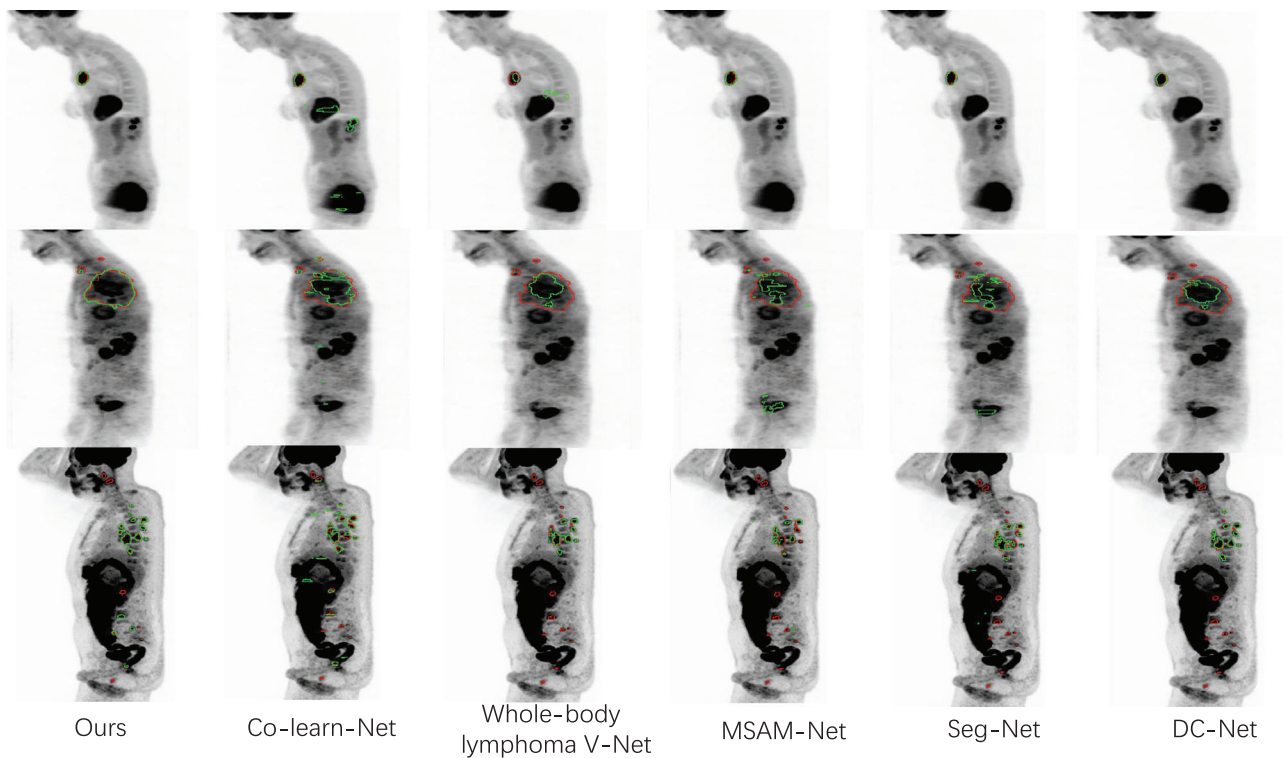 Ours
Co-learn-Net
Whole-body
lymphoma V-Net
MSAM-Net
Seg-Net
DC-Net